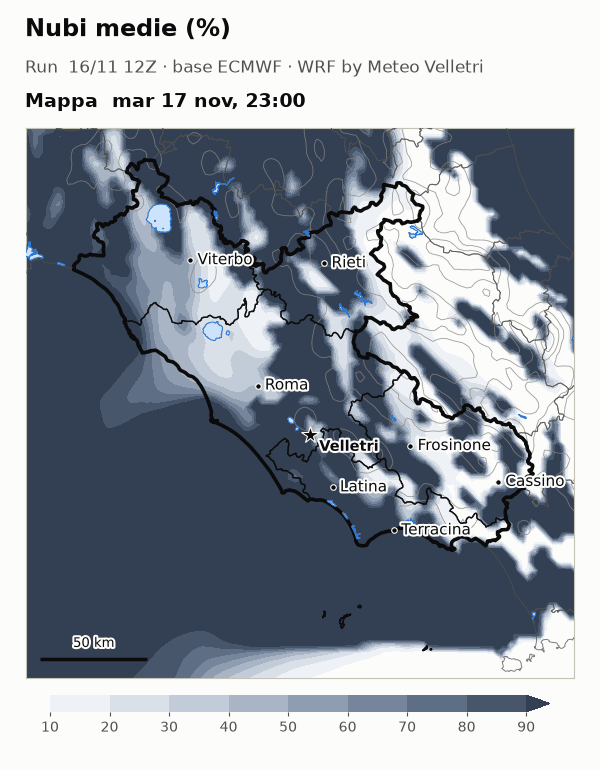 Nubi medie (%)
Run  16/11 12Z · base ECMWF · WRF by Meteo Velletri
Mappa  mar 17 nov, 23:00
Viterbo
Rieti
Roma
Velletri
Frosinone
Latina
Cassino
Terracina
50 km
10 20 30 40 50 60 70 80 90